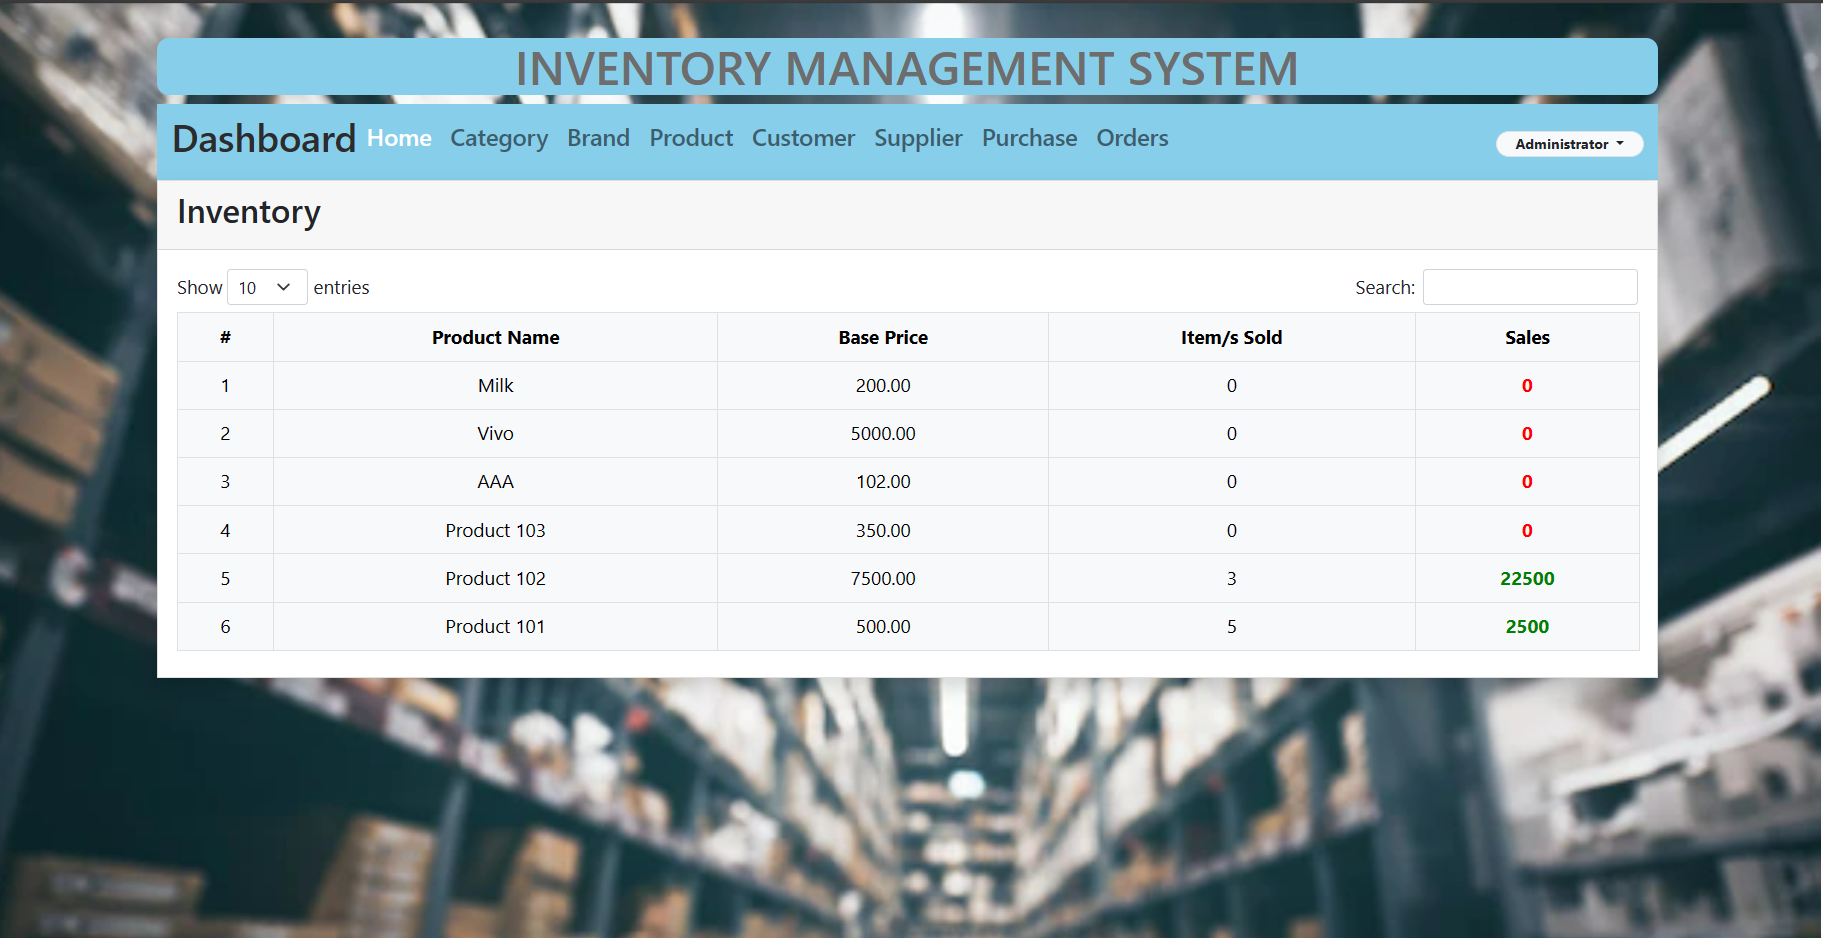 INVENTORY MANAGEMENT SYSTEM
Dashboard Home Category Brand Product Customer Supplier Purchase Orders Administrator
Inventory
Show 10 entries Search:
# Product Name Base Price Item/s Sold Sales
1 Milk 200.00 0 0
2 Vivo 5000.00 0 0
3 AAA 102.00 0 0
4 Product 103 350.00 0 0
5 Product 102 7500.00 3 22500
6 Product 101 500.00 5 2500